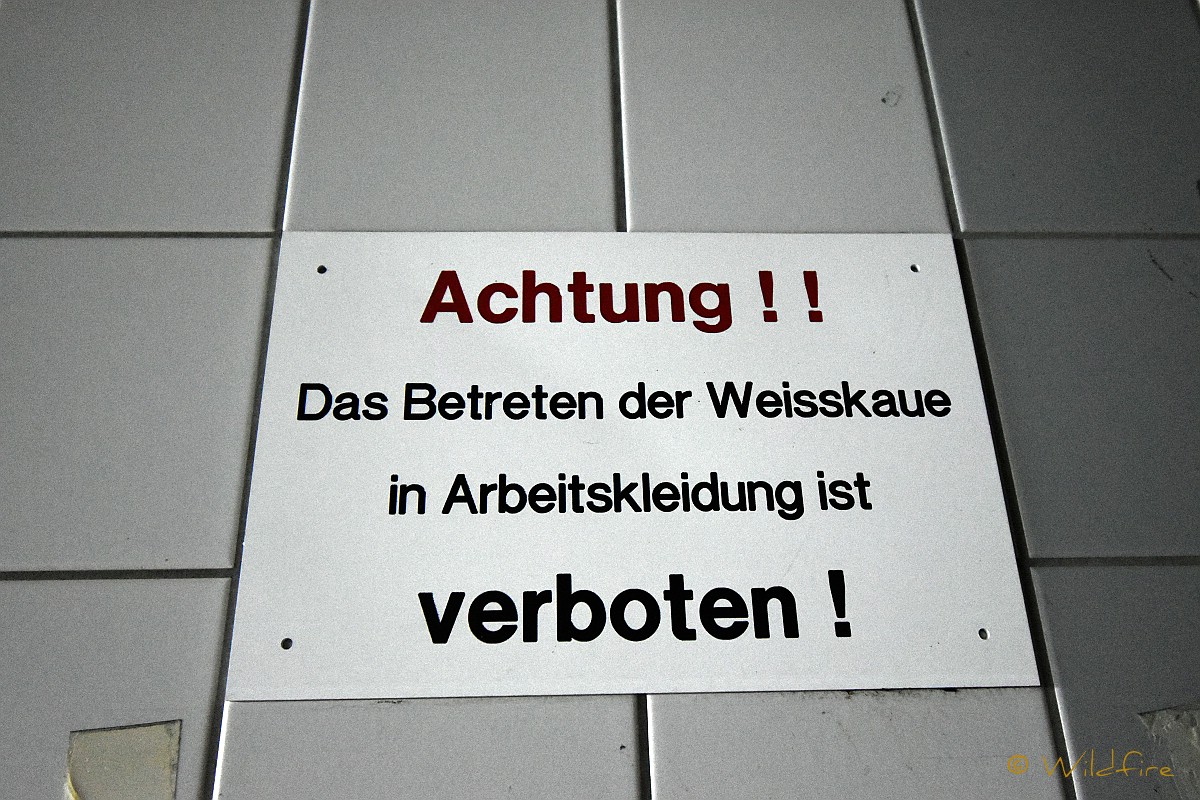 Achtung ! !
Das Betreten der Weisskaue
in Arbeitskleidung ist
verboten !
© Wildfire